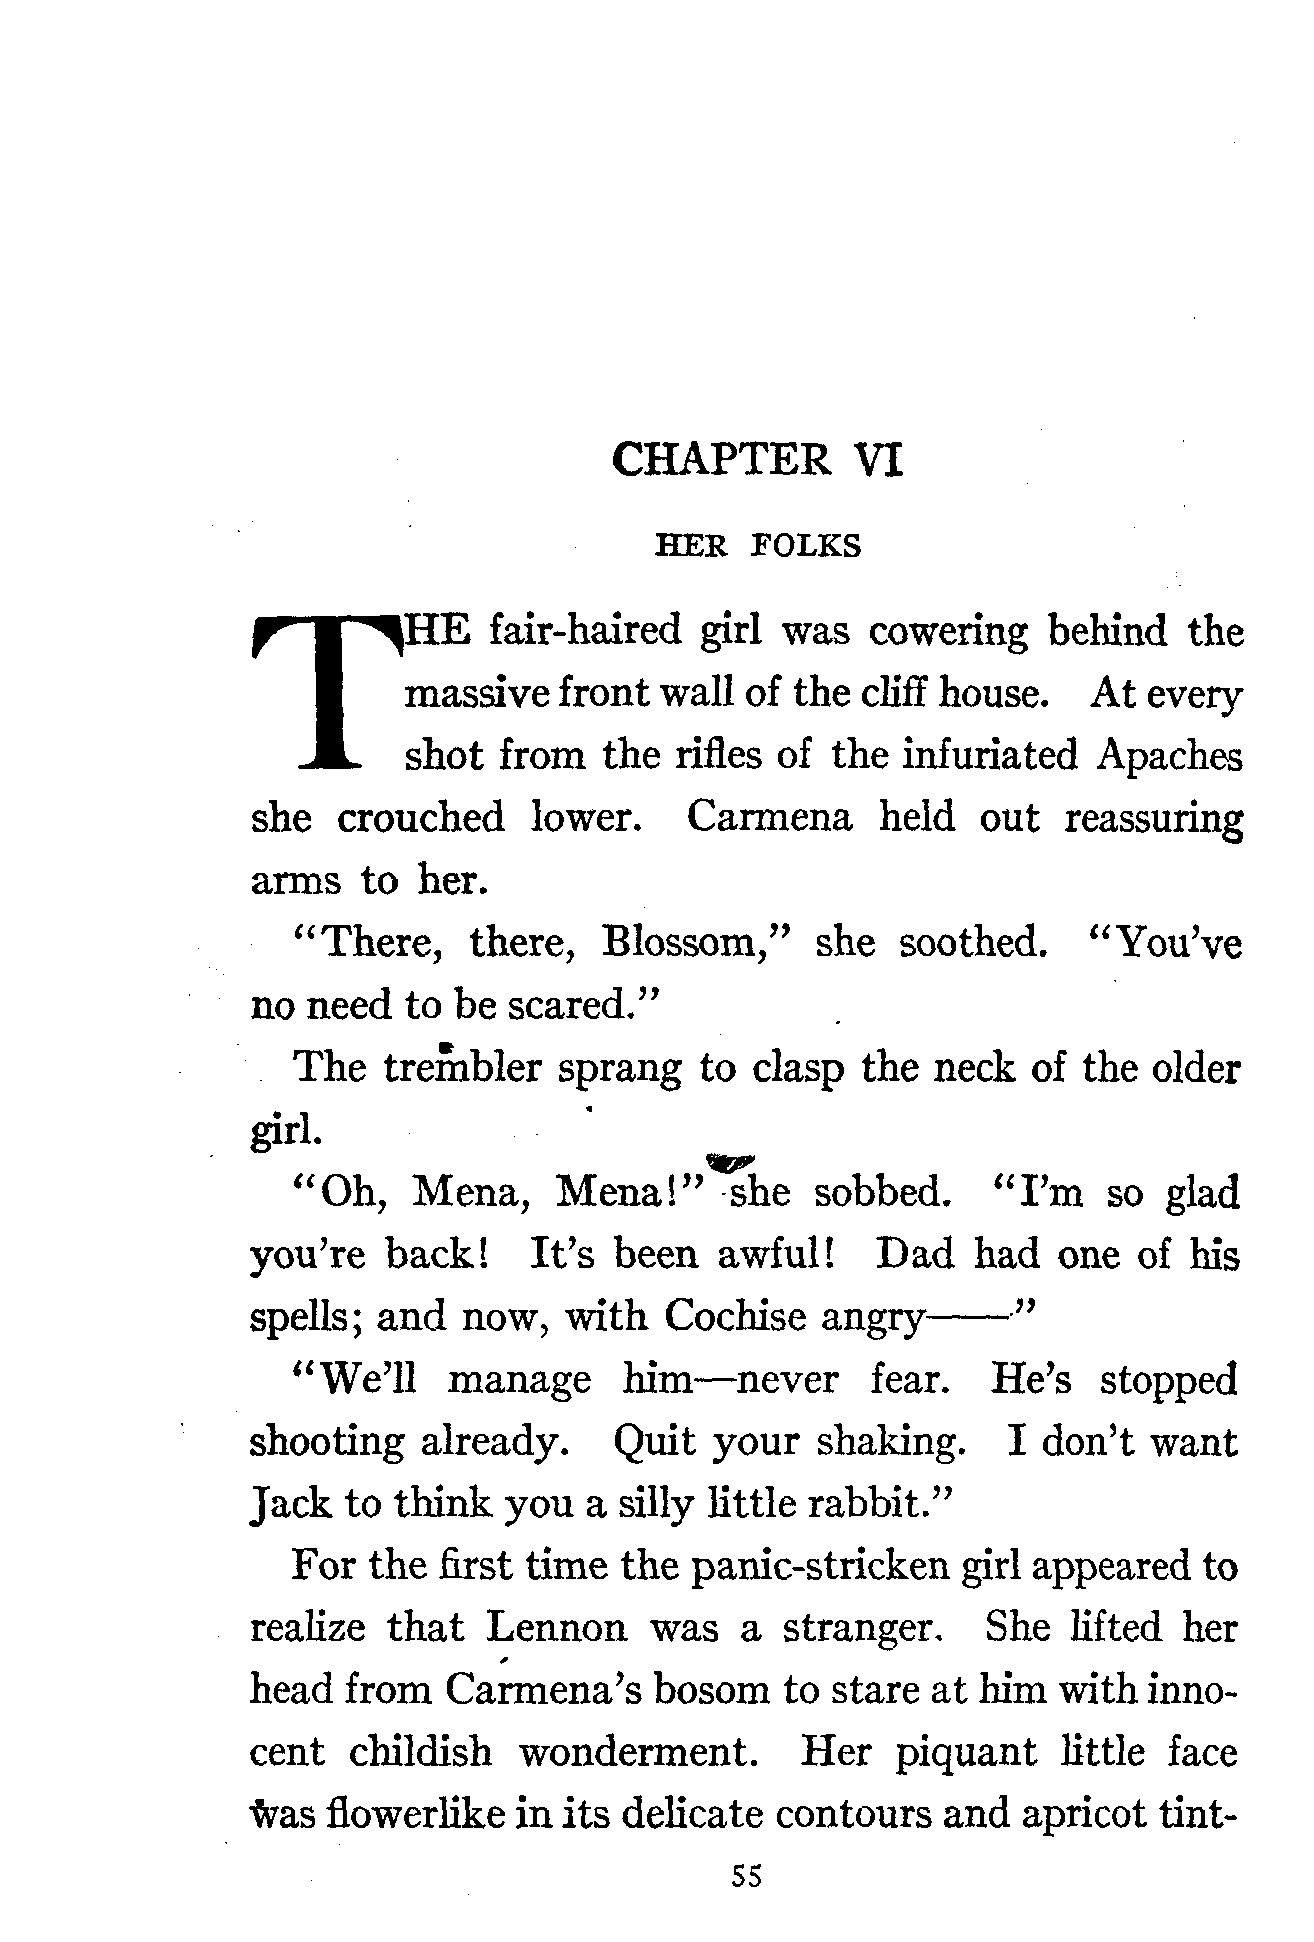 CHAPTER VI
HER FOLKS
THE fair-haired girl was cowering behind the
massive front wall of the cliff house. At every
shot from the rifles of the infuriated Apaches
she crouched lower. Carmena held out reassuring
arms to her.
“There, there, Blossom,” she soothed. “You’ve
no need to be scared.”
The trembler sprang to clasp the neck of the older
girl.
“Oh, Mena, Mena!” she sobbed. “I’m so glad
you’re back! It’s been awful! Dad had one of his
spells; and now, with Cochise angry——”
“We’ll manage him—never fear. He’s stopped
shooting already. Quit your shaking. I don’t want
Jack to think you a silly little rabbit.”
For the first time the panic-stricken girl appeared to
realize that Lennon was a stranger. She lifted her
head from Carmena’s bosom to stare at him with inno-
cent childish wonderment. Her piquant little face
was flowerlike in its delicate contours and apricot tint-
55